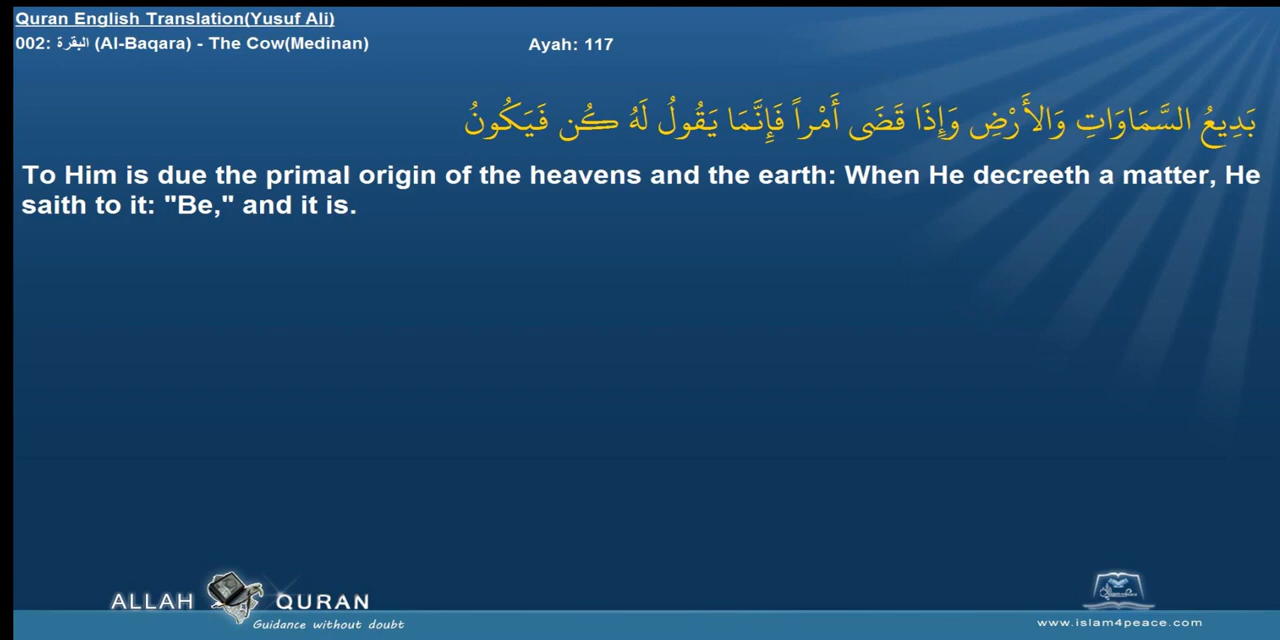 Quran English Translation(Yusuf Ali)
002: البقرة (Al-Baqara) - The Cow(Medinan)
Ayah: 117
بَدِيعُ السَّمَاوَاتِ وَالأَرْضِ وَإِذَا قَضَى أَمْراً فَإِنَّمَا يَقُولُ لَهُ كُن فَيَكُونُ
To Him is due the primal origin of the heavens and the earth: When He decreeth a matter, He
saith to it: "Be," and it is.
ALLAH QURAN
Guidance without doubt
www.islam4peace.com